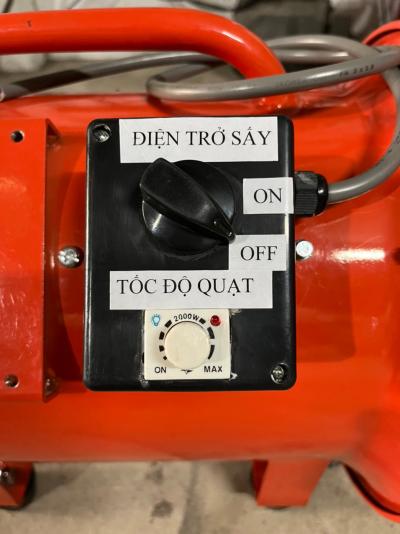 ĐIỆN TRỞ SẤY
ON
OFF
TỐC ĐỘ QUẠT
2000W
ON MAX